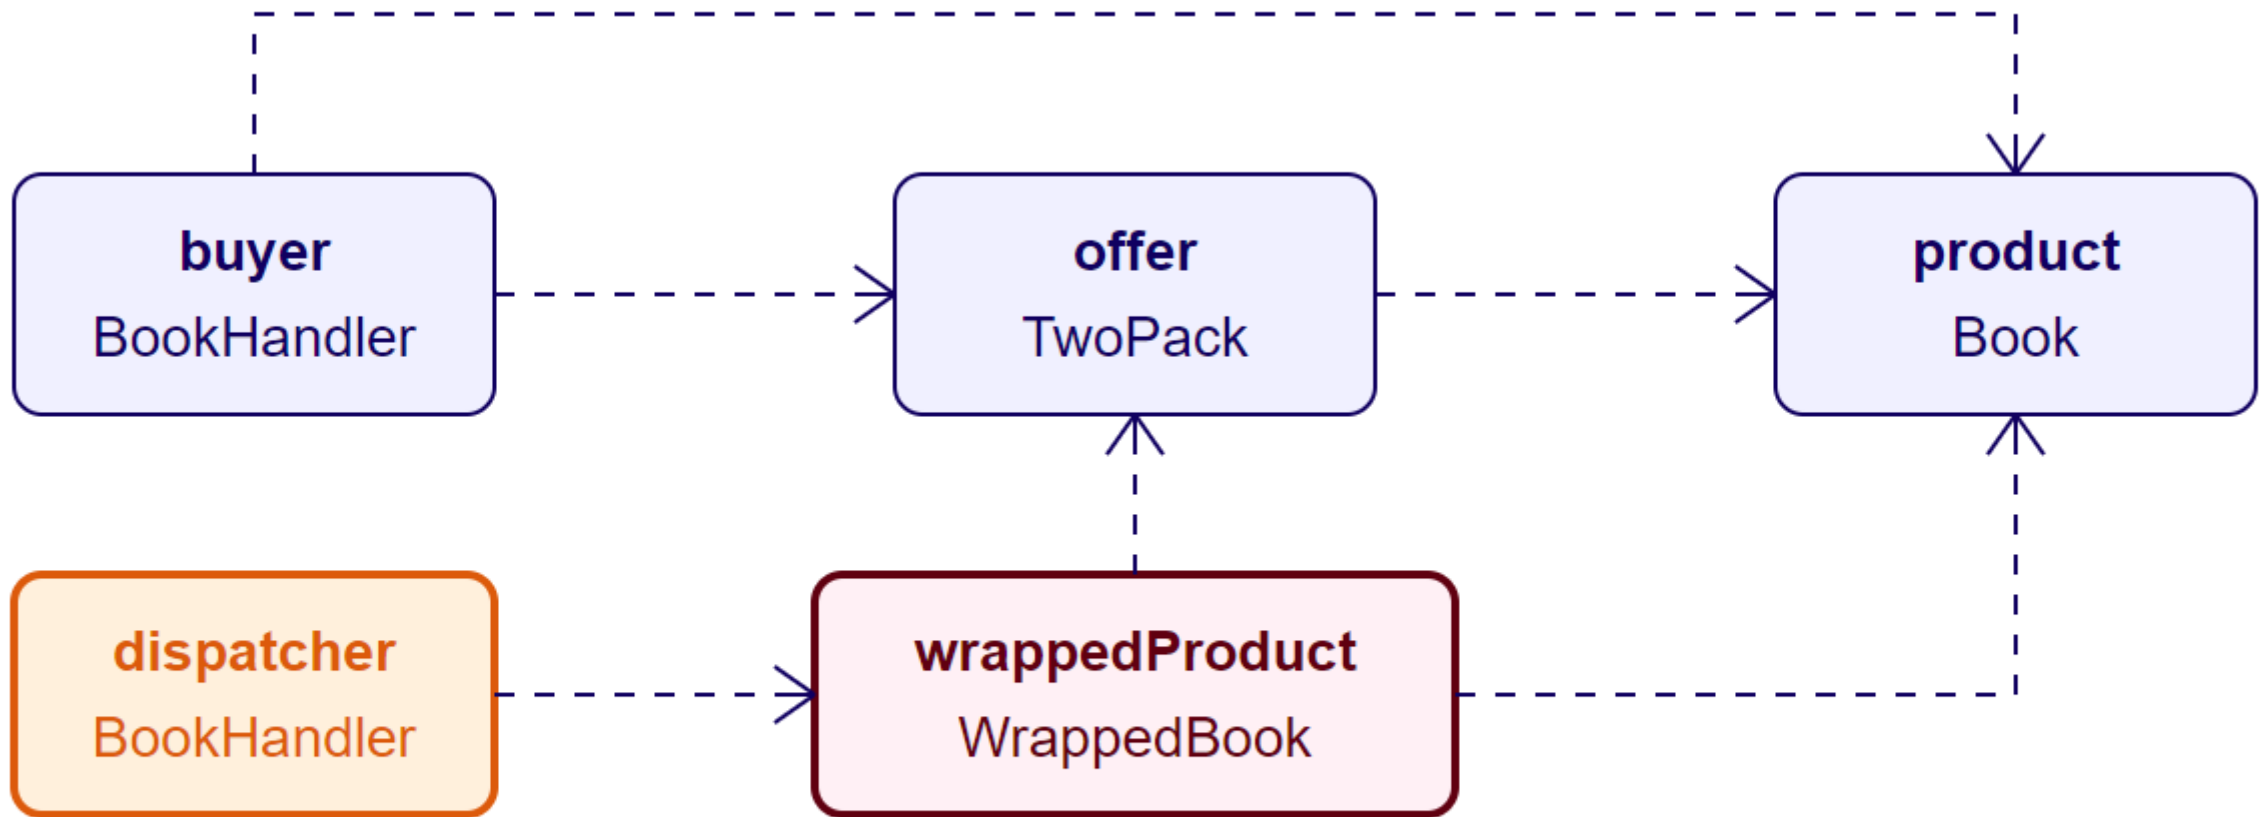 buyer
BookHandler
offer
TwoPack
product
Book
dispatcher
BookHandler
wrappedProduct
WrappedBook